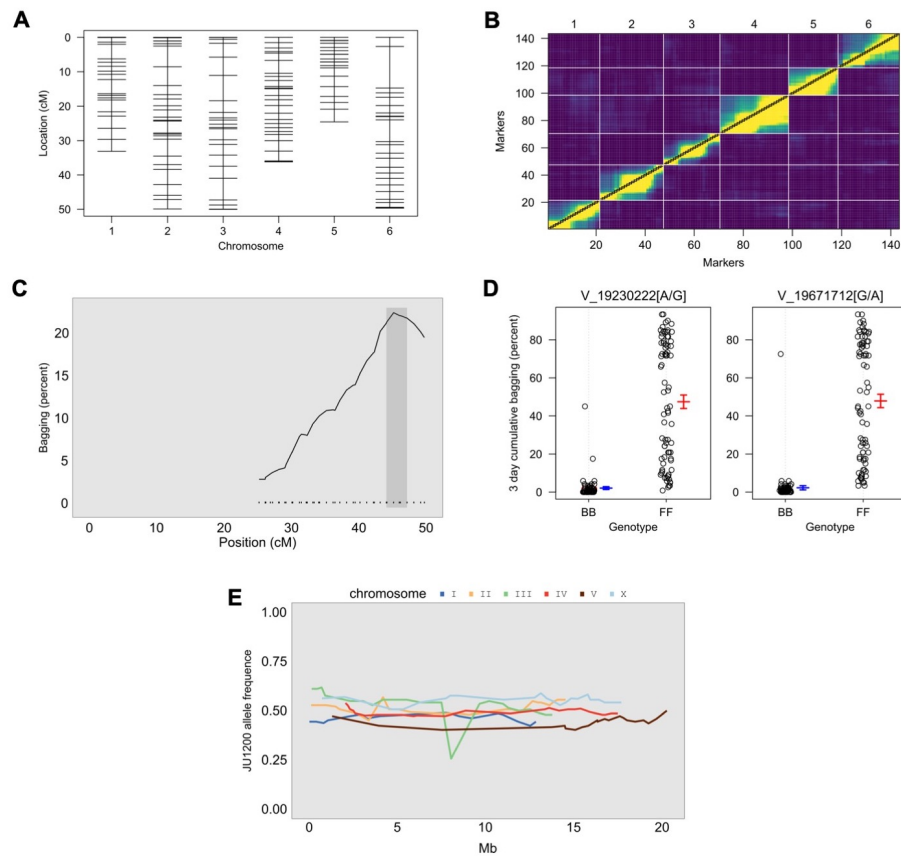 A
Location (cM)
0
10
20
30
40
50
1 2 3 4 5 6
Chromosome
B
1 2 3 4 5 6
Markers
140
120
100
80
60
40
20
20 40 60 80 100 120 140
Markers
C
Bagging (percent)
20
15
10
5
0
0 10 20 30 40 50
Position (cM)
D
V_19230222[A/G] V_19671712[G/A]
3 day cumulative bagging (percent)
80
60
40
20
0
BB FF
Genotype
80
60
40
20
0
BB FF
Genotype
E
chromosome I II III IV V X
JU1200 allele frequence
1.00
0.75
0.50
0.25
0.00
0 5 10 15 20
Mb